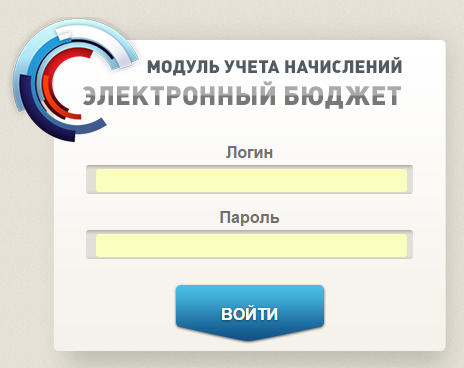 МОДУЛЬ УЧЕТА НАЧИСЛЕНИЙ
ЭЛЕКТРОННЫЙ БЮДЖЕТ
Логин
Пароль
ВОЙТИ